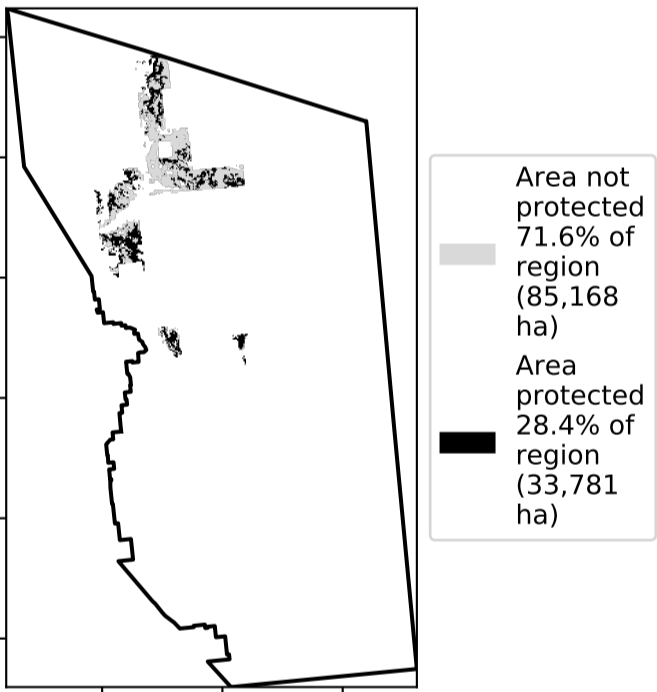 Area not
protected
71.6% of
region
(85,168
ha)
Area
protected
28.4% of
region
(33,781
ha)